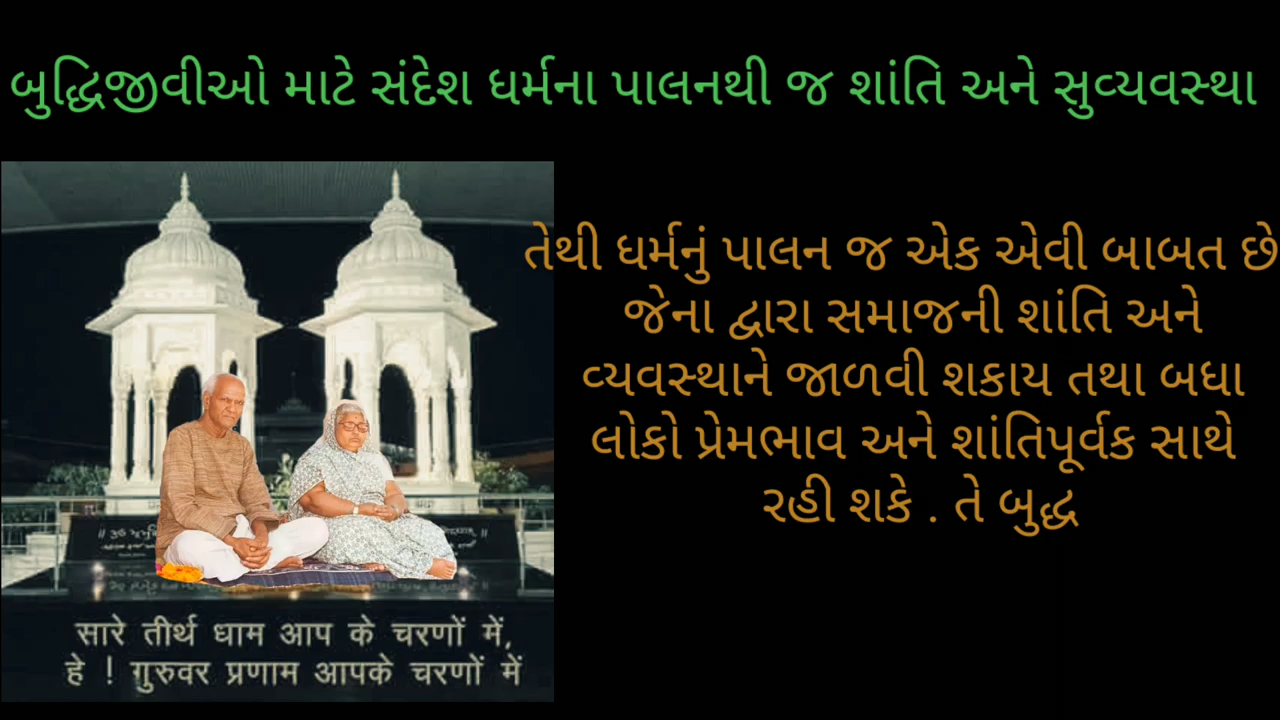 બુદ્ધિજીવીઓ માટે સંદેશ ધર્મના પાલનથી જ શાંતિ અને સુવ્યવસ્થા
તેથી ધર્મનું પાલન જ એક એવી બાબત છે
જેના દ્વારા સમાજની શાંતિ અને
વ્યવસ્થાને જાળવી શકાય તથા બધા
લોકો પ્રેમભાવ અને શાંતિપૂર્વક સાથે
રહી શકે . તે બુદ્ધ
सारे तीर्थ धाम आप के चरणों में,
हे ! गुरुवर प्रणाम आपके चरणों में